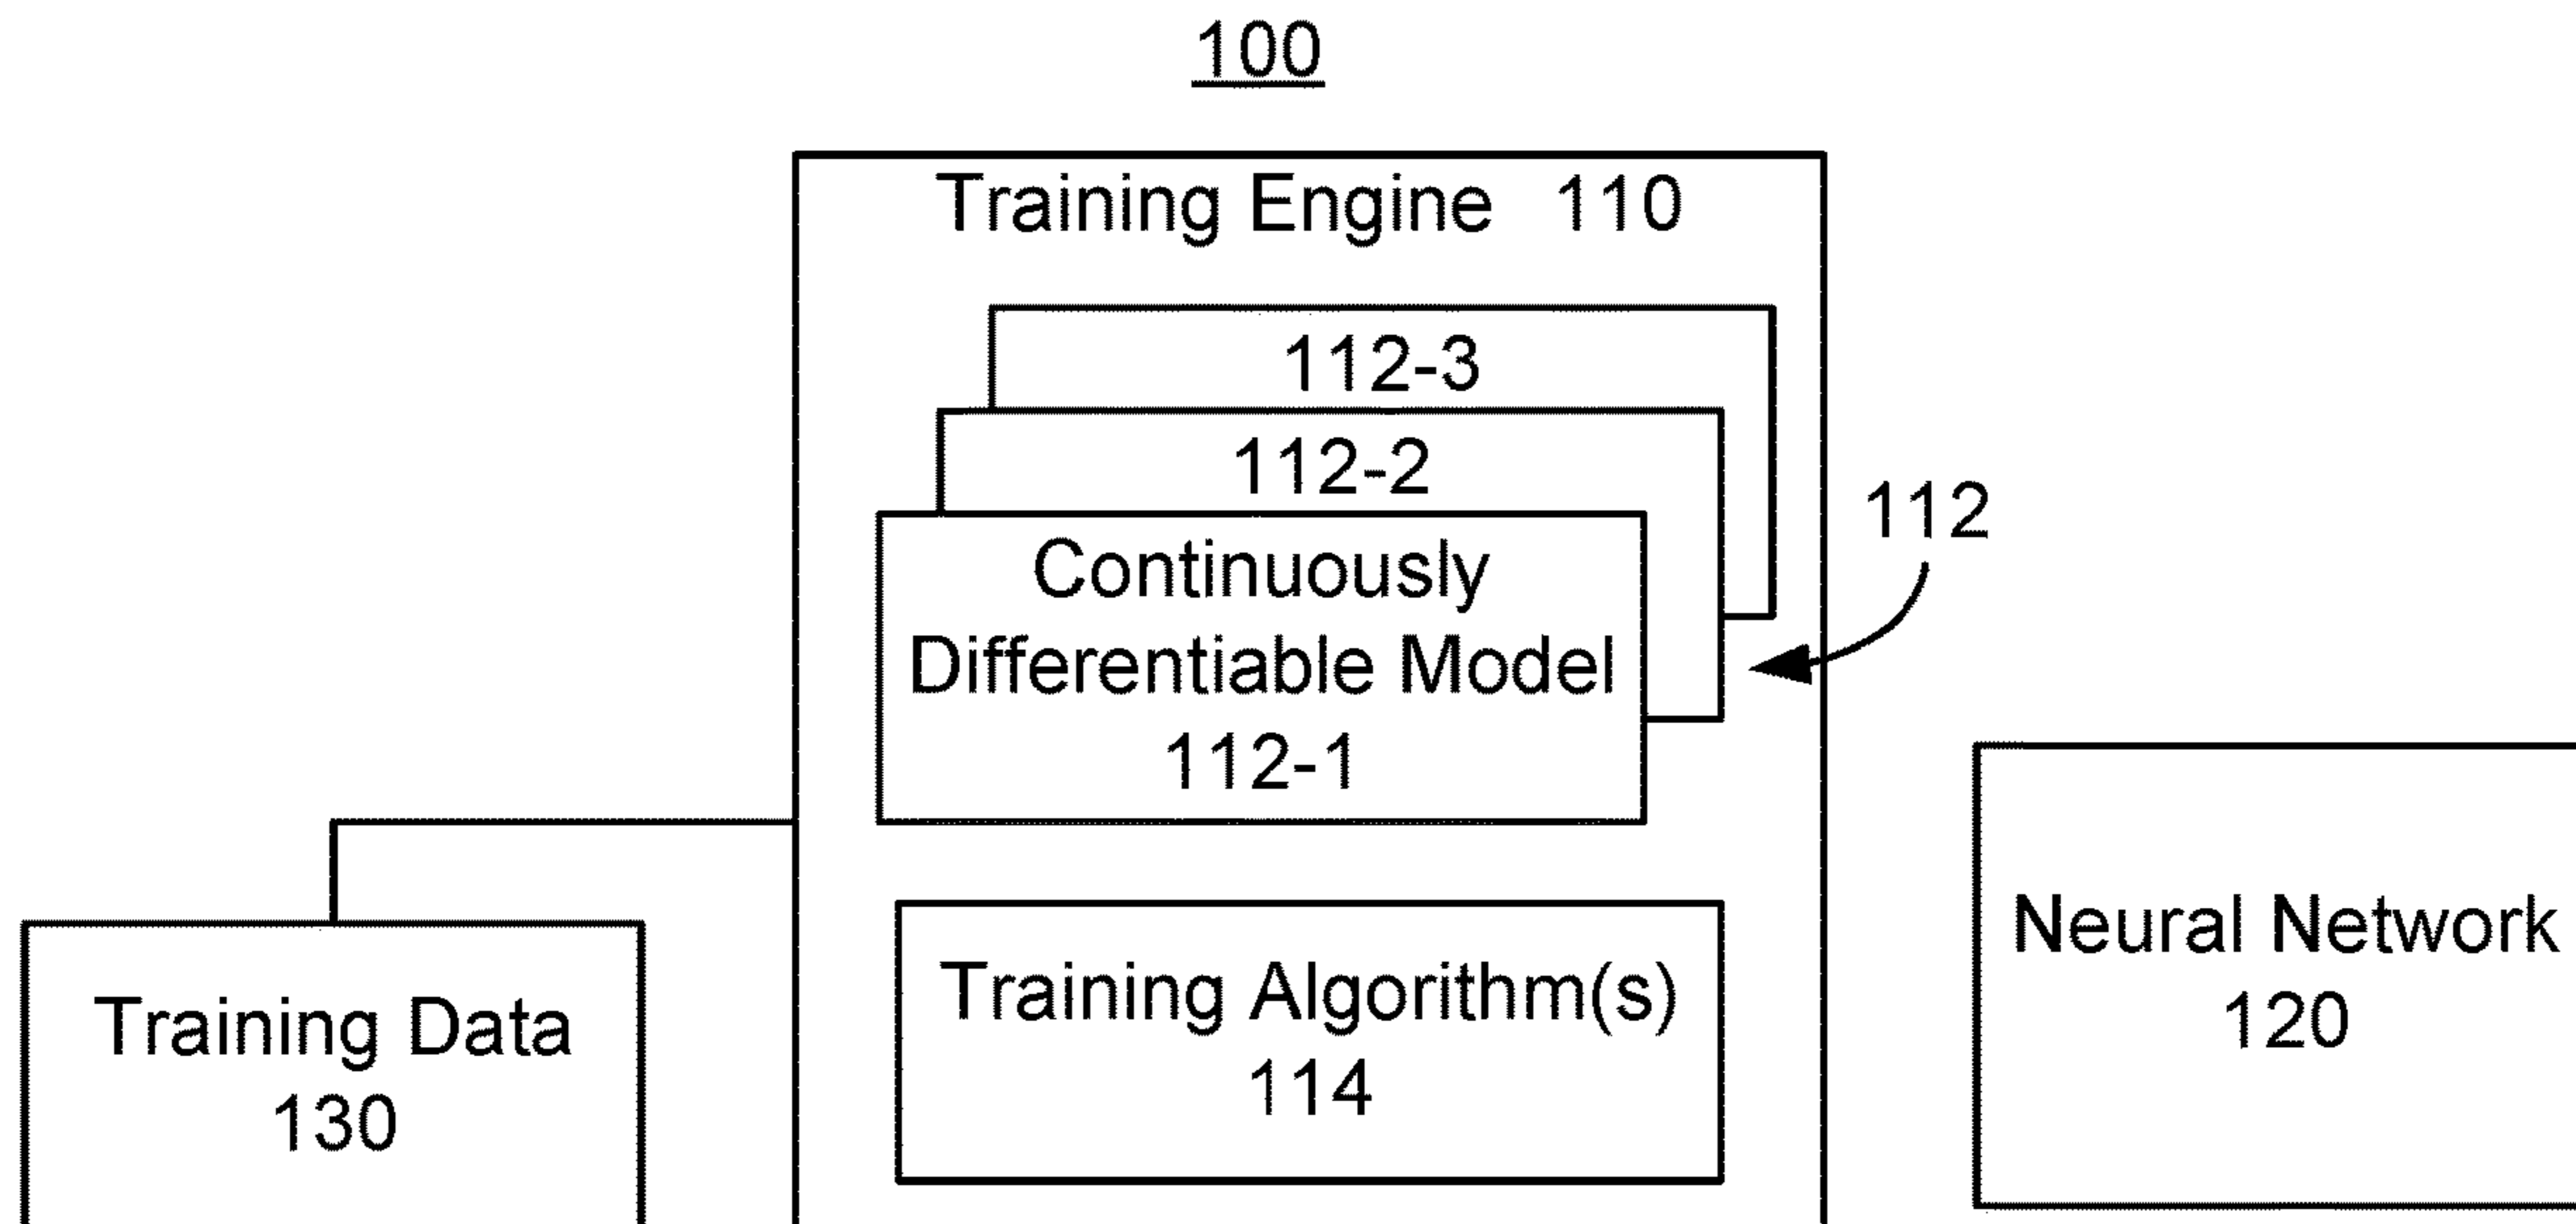 100
Training Engine 110
112-3
112-2
112
Continuously
Differentiable Model
112-1
Training Algorithm(s)
114
Training Data
130
Neural Network
120